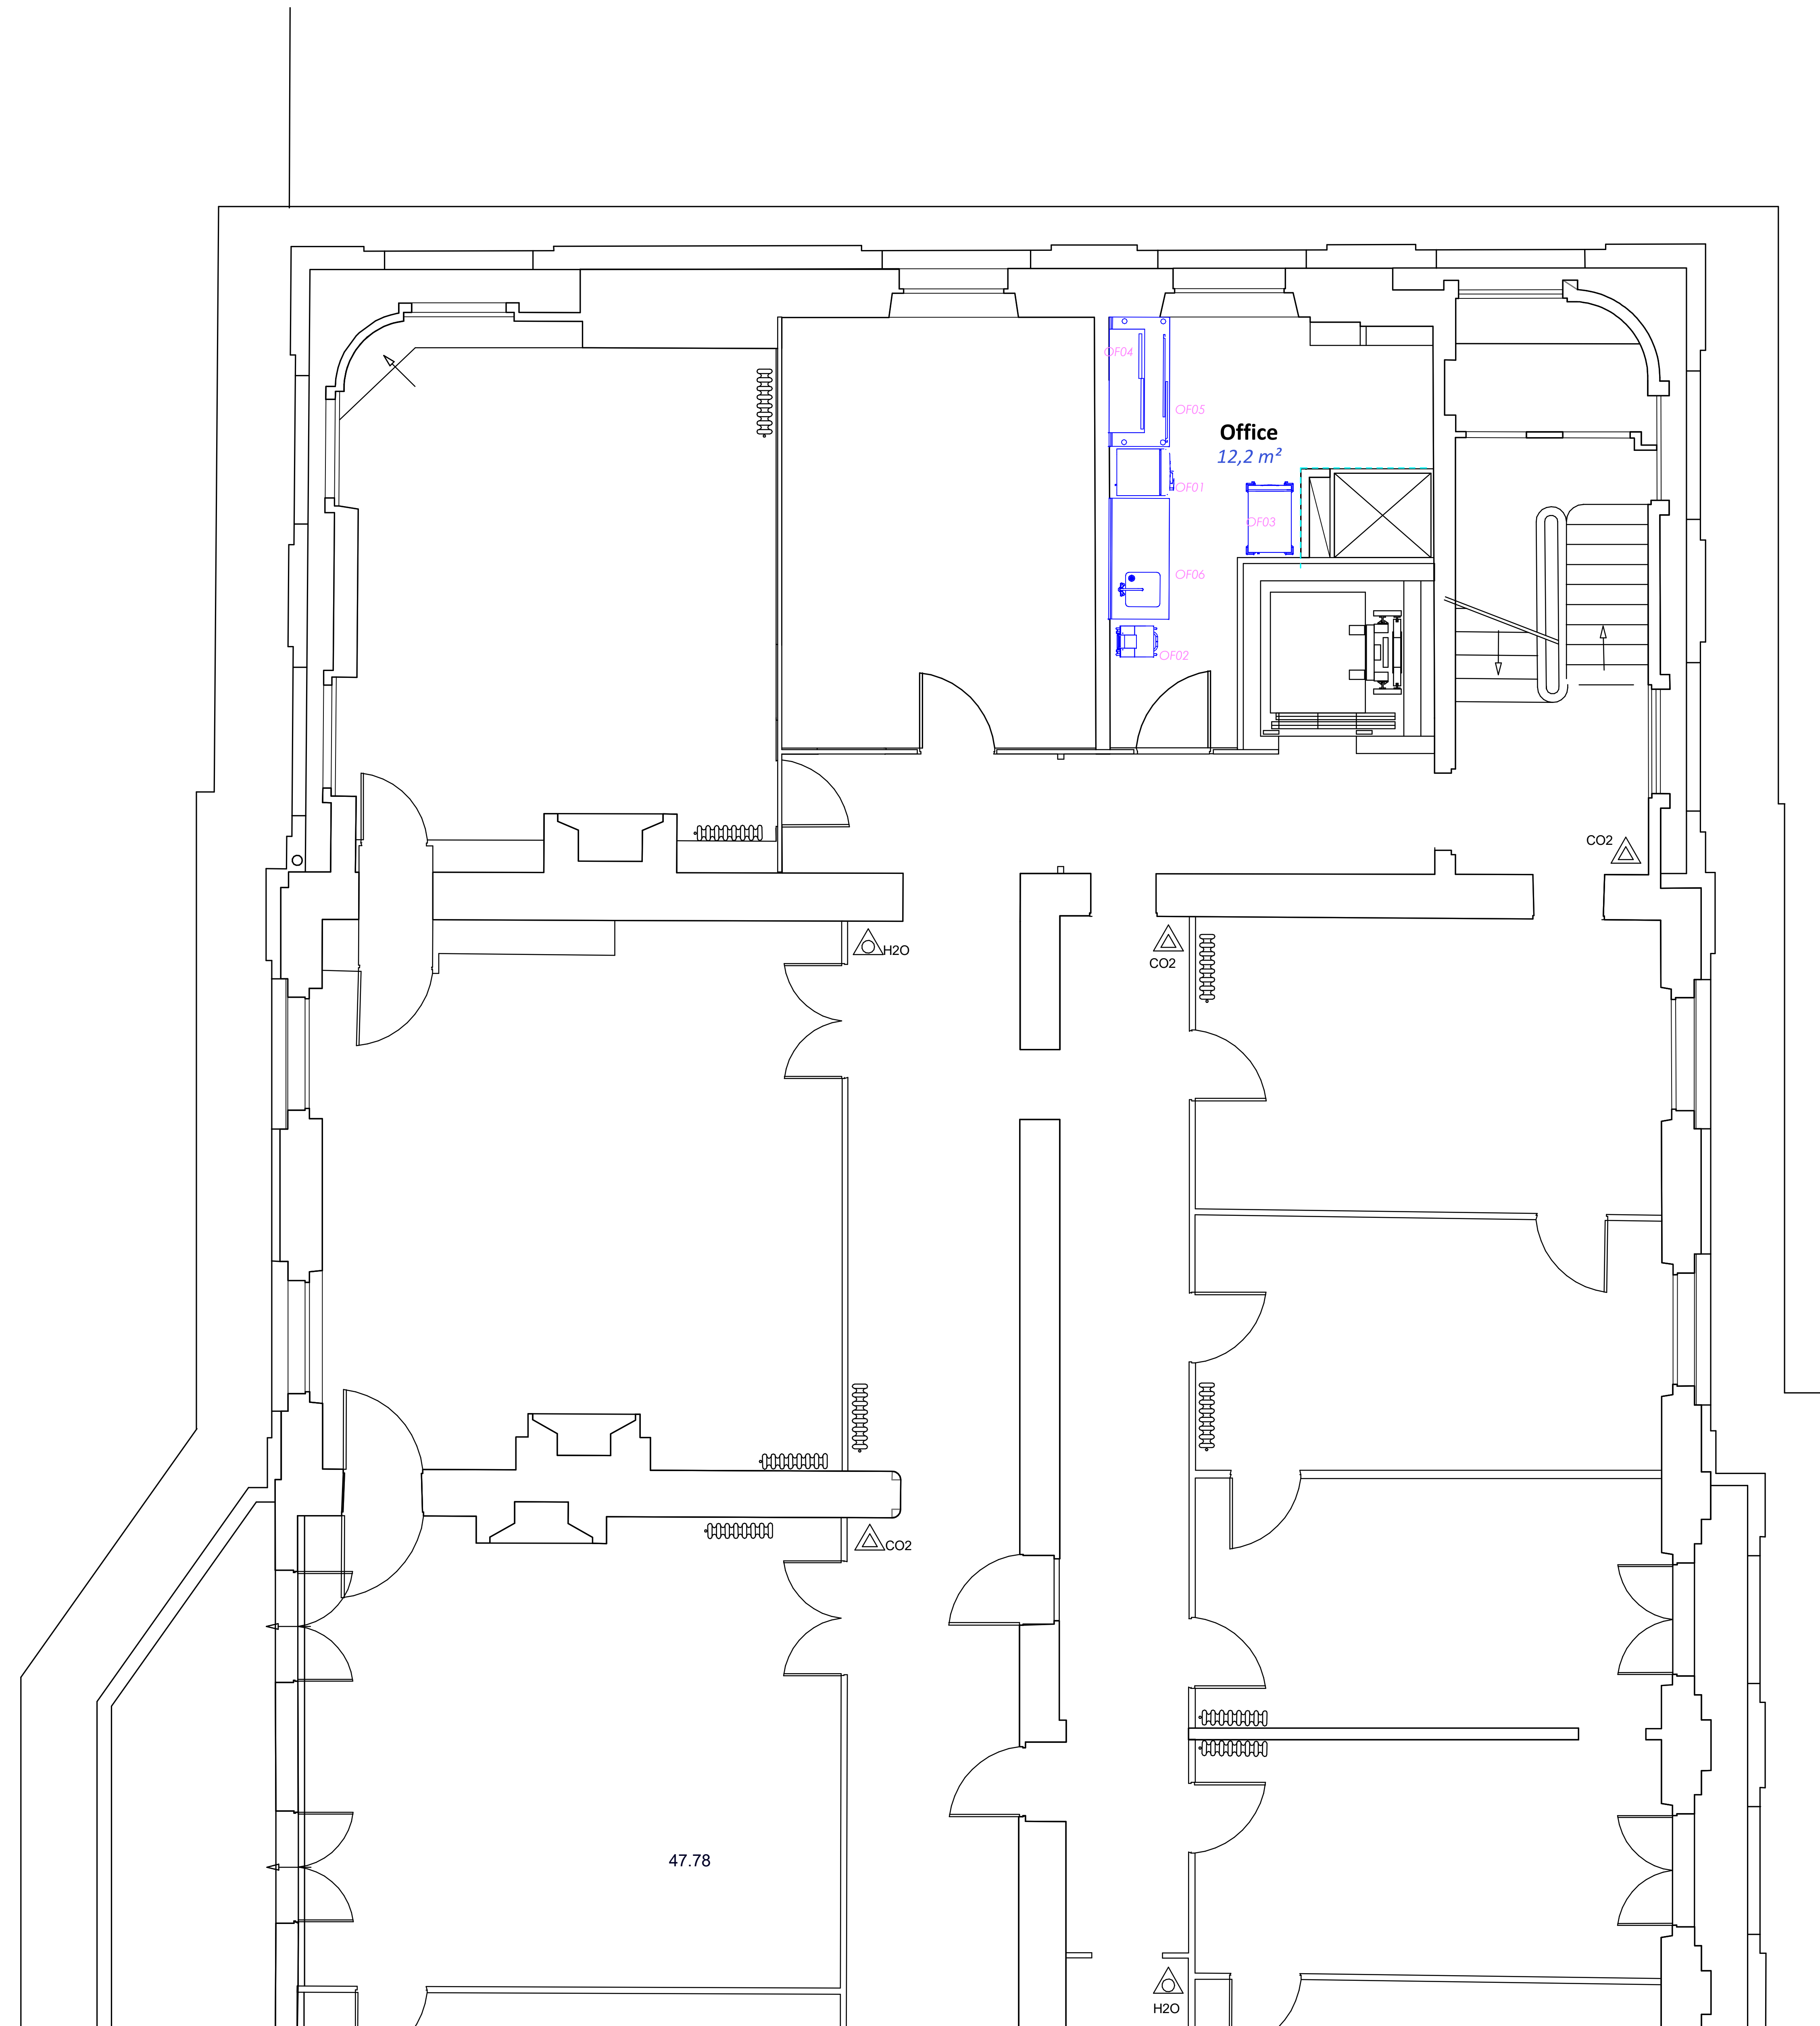 OF04
OF05
Office
12,2 m²
OF01
OF03
OF06
OF02
CO2
H2O
CO2
CO2
47.78
H2O